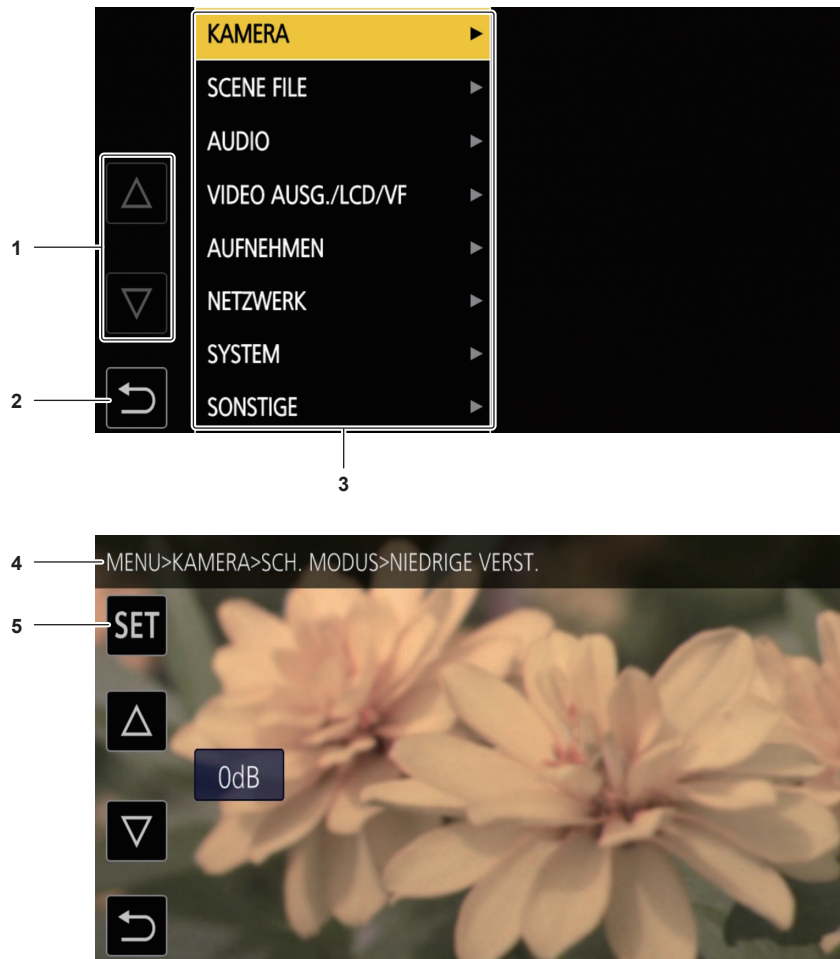 KAMERA
SCENE FILE
AUDIO
VIDEO AUSG./LCD/VF
AUFNEHMEN
NETZWERK
SYSTEM
SONSTIGE
1
2
3
4
MENU>KAMERA>SCH. MODUS>NIEDRIGE VERST.
5
SET
0dB